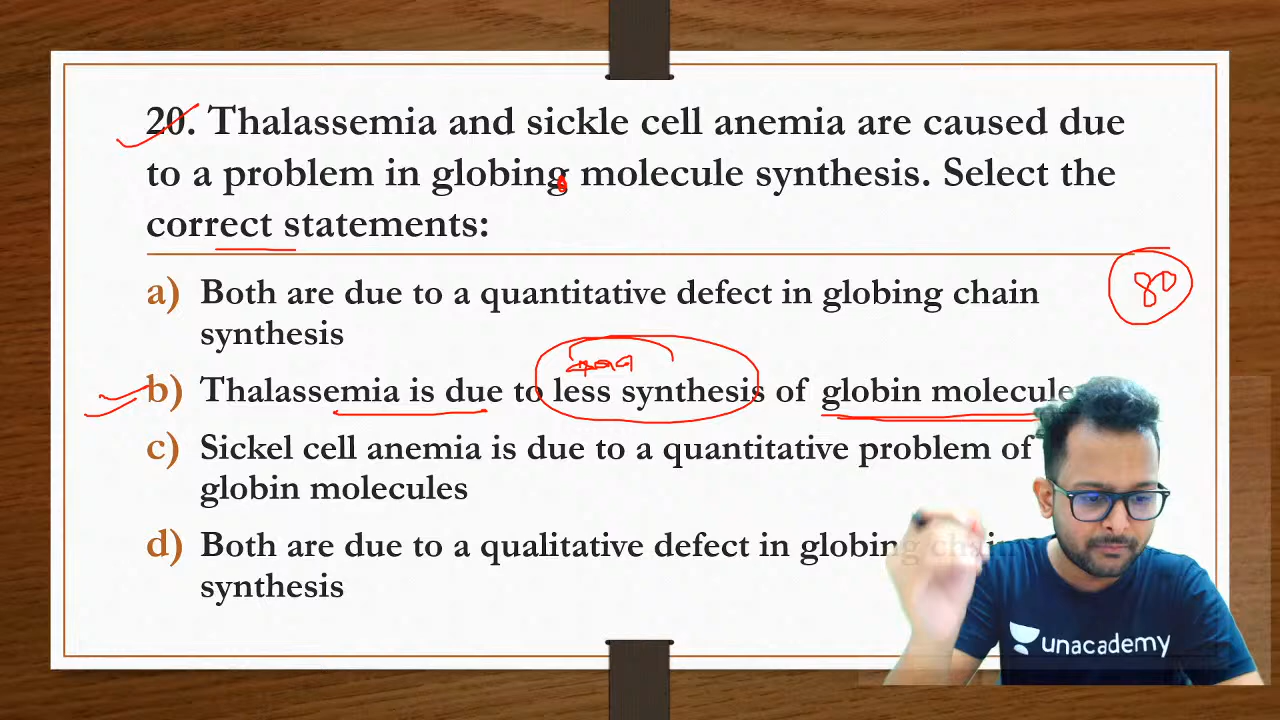 20. Thalassemia and sickle cell anemia are caused due
to a problem in globing molecule synthesis. Select the
correct statements:
a) Both are due to a quantitative defect in globing chain
synthesis
80
b) Thalassemia is due to less synthesis of globin molecule
c) Sickel cell anemia is due to a quantitative problem of
globin molecules
d) Both are due to a qualitative defect in globing chain
synthesis
unacademy